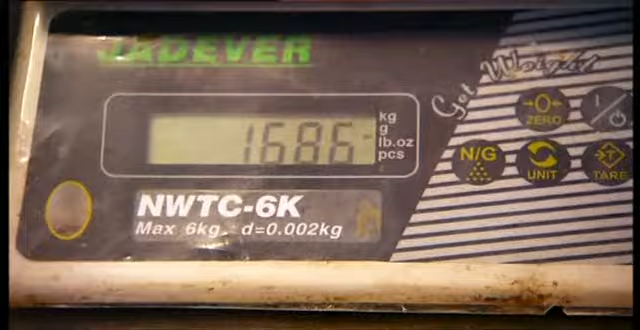 JADEVER
Get Weight
1686
kg
g
lb.oz
pcs
ZERO
N/G
UNIT
TARE
NWTC-6K
Max 6kg. d=0.002kg